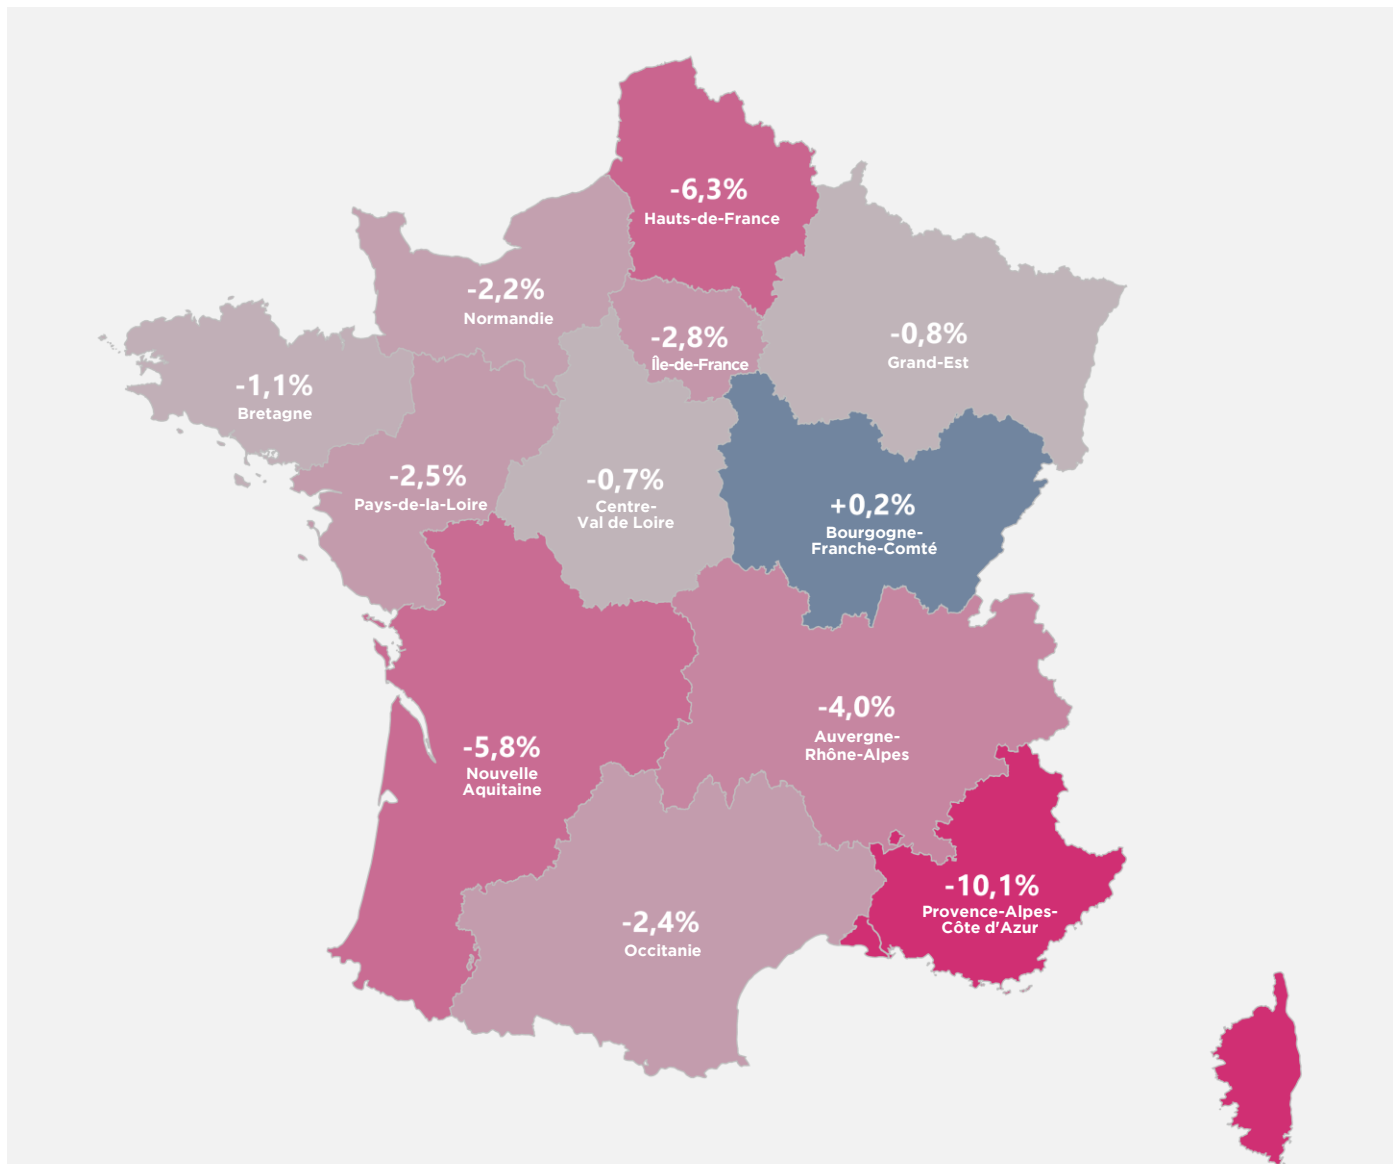 -6,3%
Hauts-de-France
-2,2%
Normandie
-2,8%
Île-de-France
-0,8%
Grand-Est
-1,1%
Bretagne
-2,5%
Pays-de-la-Loire
-0,7%
Centre-
Val de Loire
+0,2%
Bourgogne-
Franche-Comté
-4,0%
Auvergne-
Rhône-Alpes
-5,8%
Nouvelle
Aquitaine
-10,1%
Provence-Alpes-
Côte d'Azur
-2,4%
Occitanie